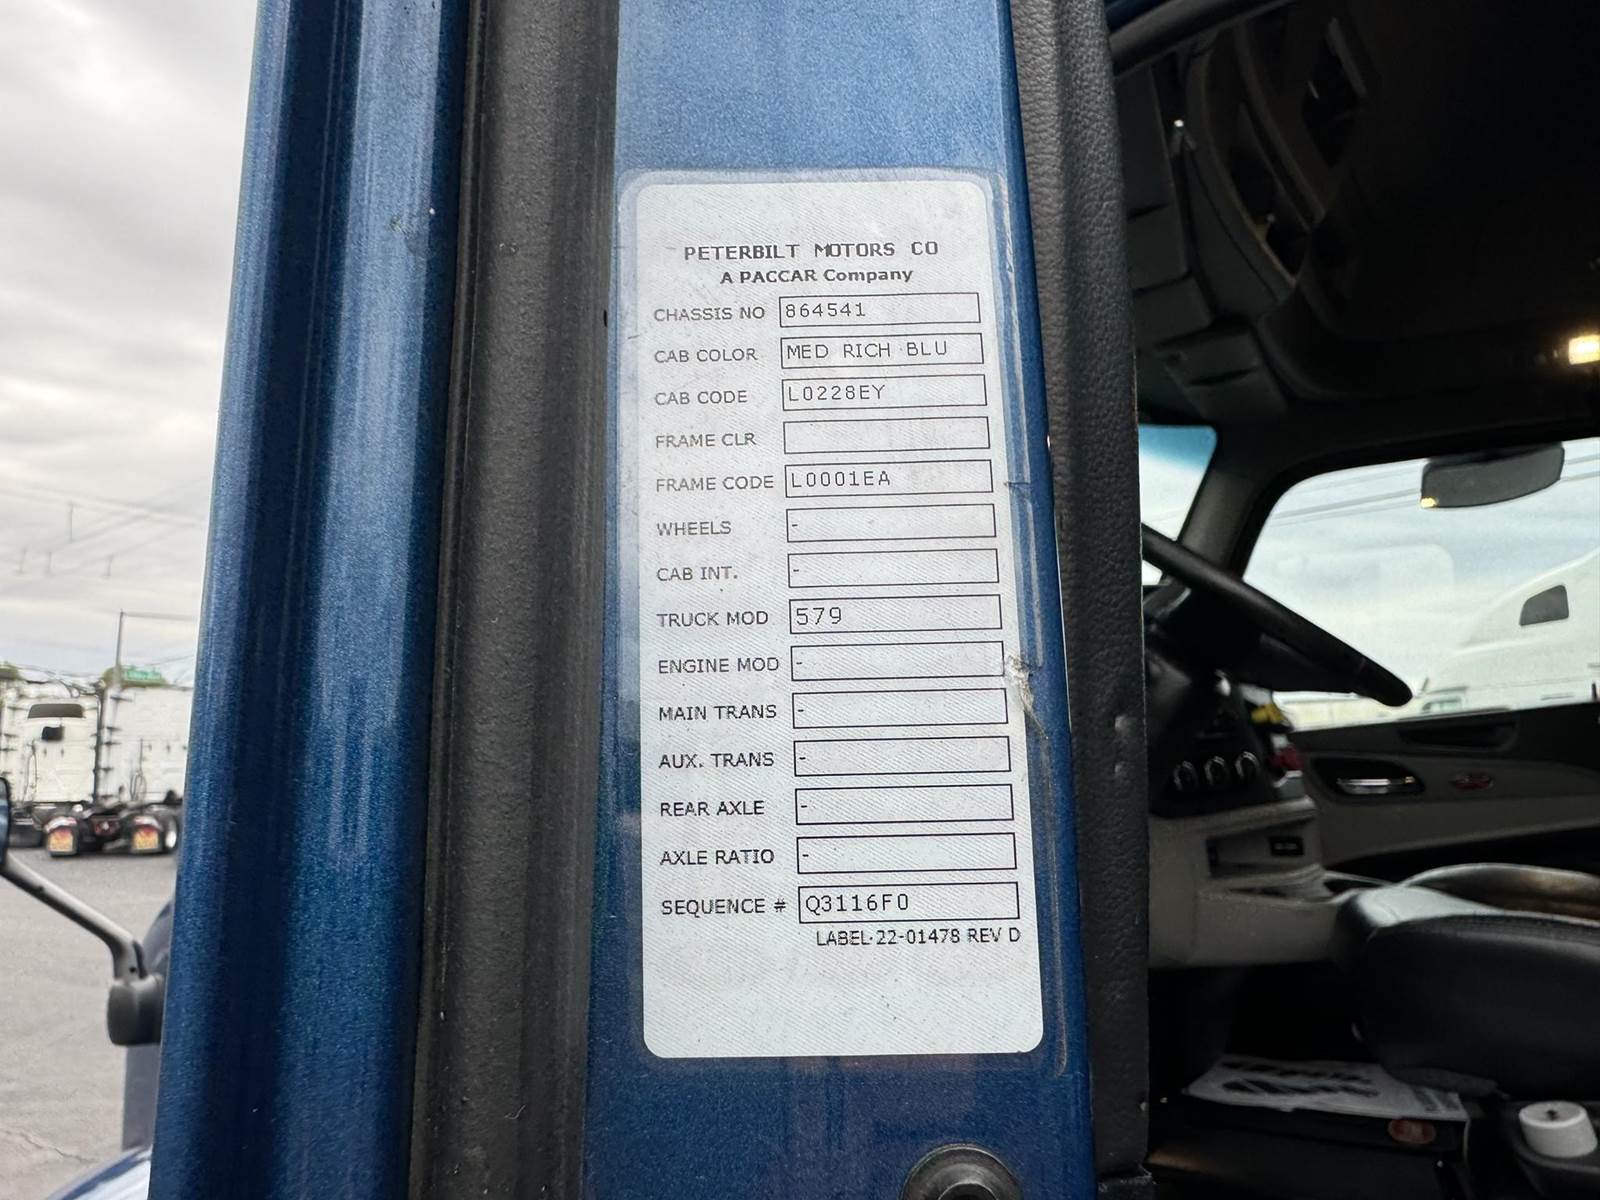 PETERBILT MOTORS CO
A PACCAR Company
CHASSIS NO 864541
CAB COLOR MED RICH BLU
CAB CODE L0228EY
FRAME CLR
FRAME CODE L0001EA
WHEELS -
CAB INT. -
TRUCK MOD 579
ENGINE MOD -
MAIN TRANS -
AUX. TRANS -
REAR AXLE -
AXLE RATIO -
SEQUENCE # Q3116F0
LABEL-22-01478 REV D